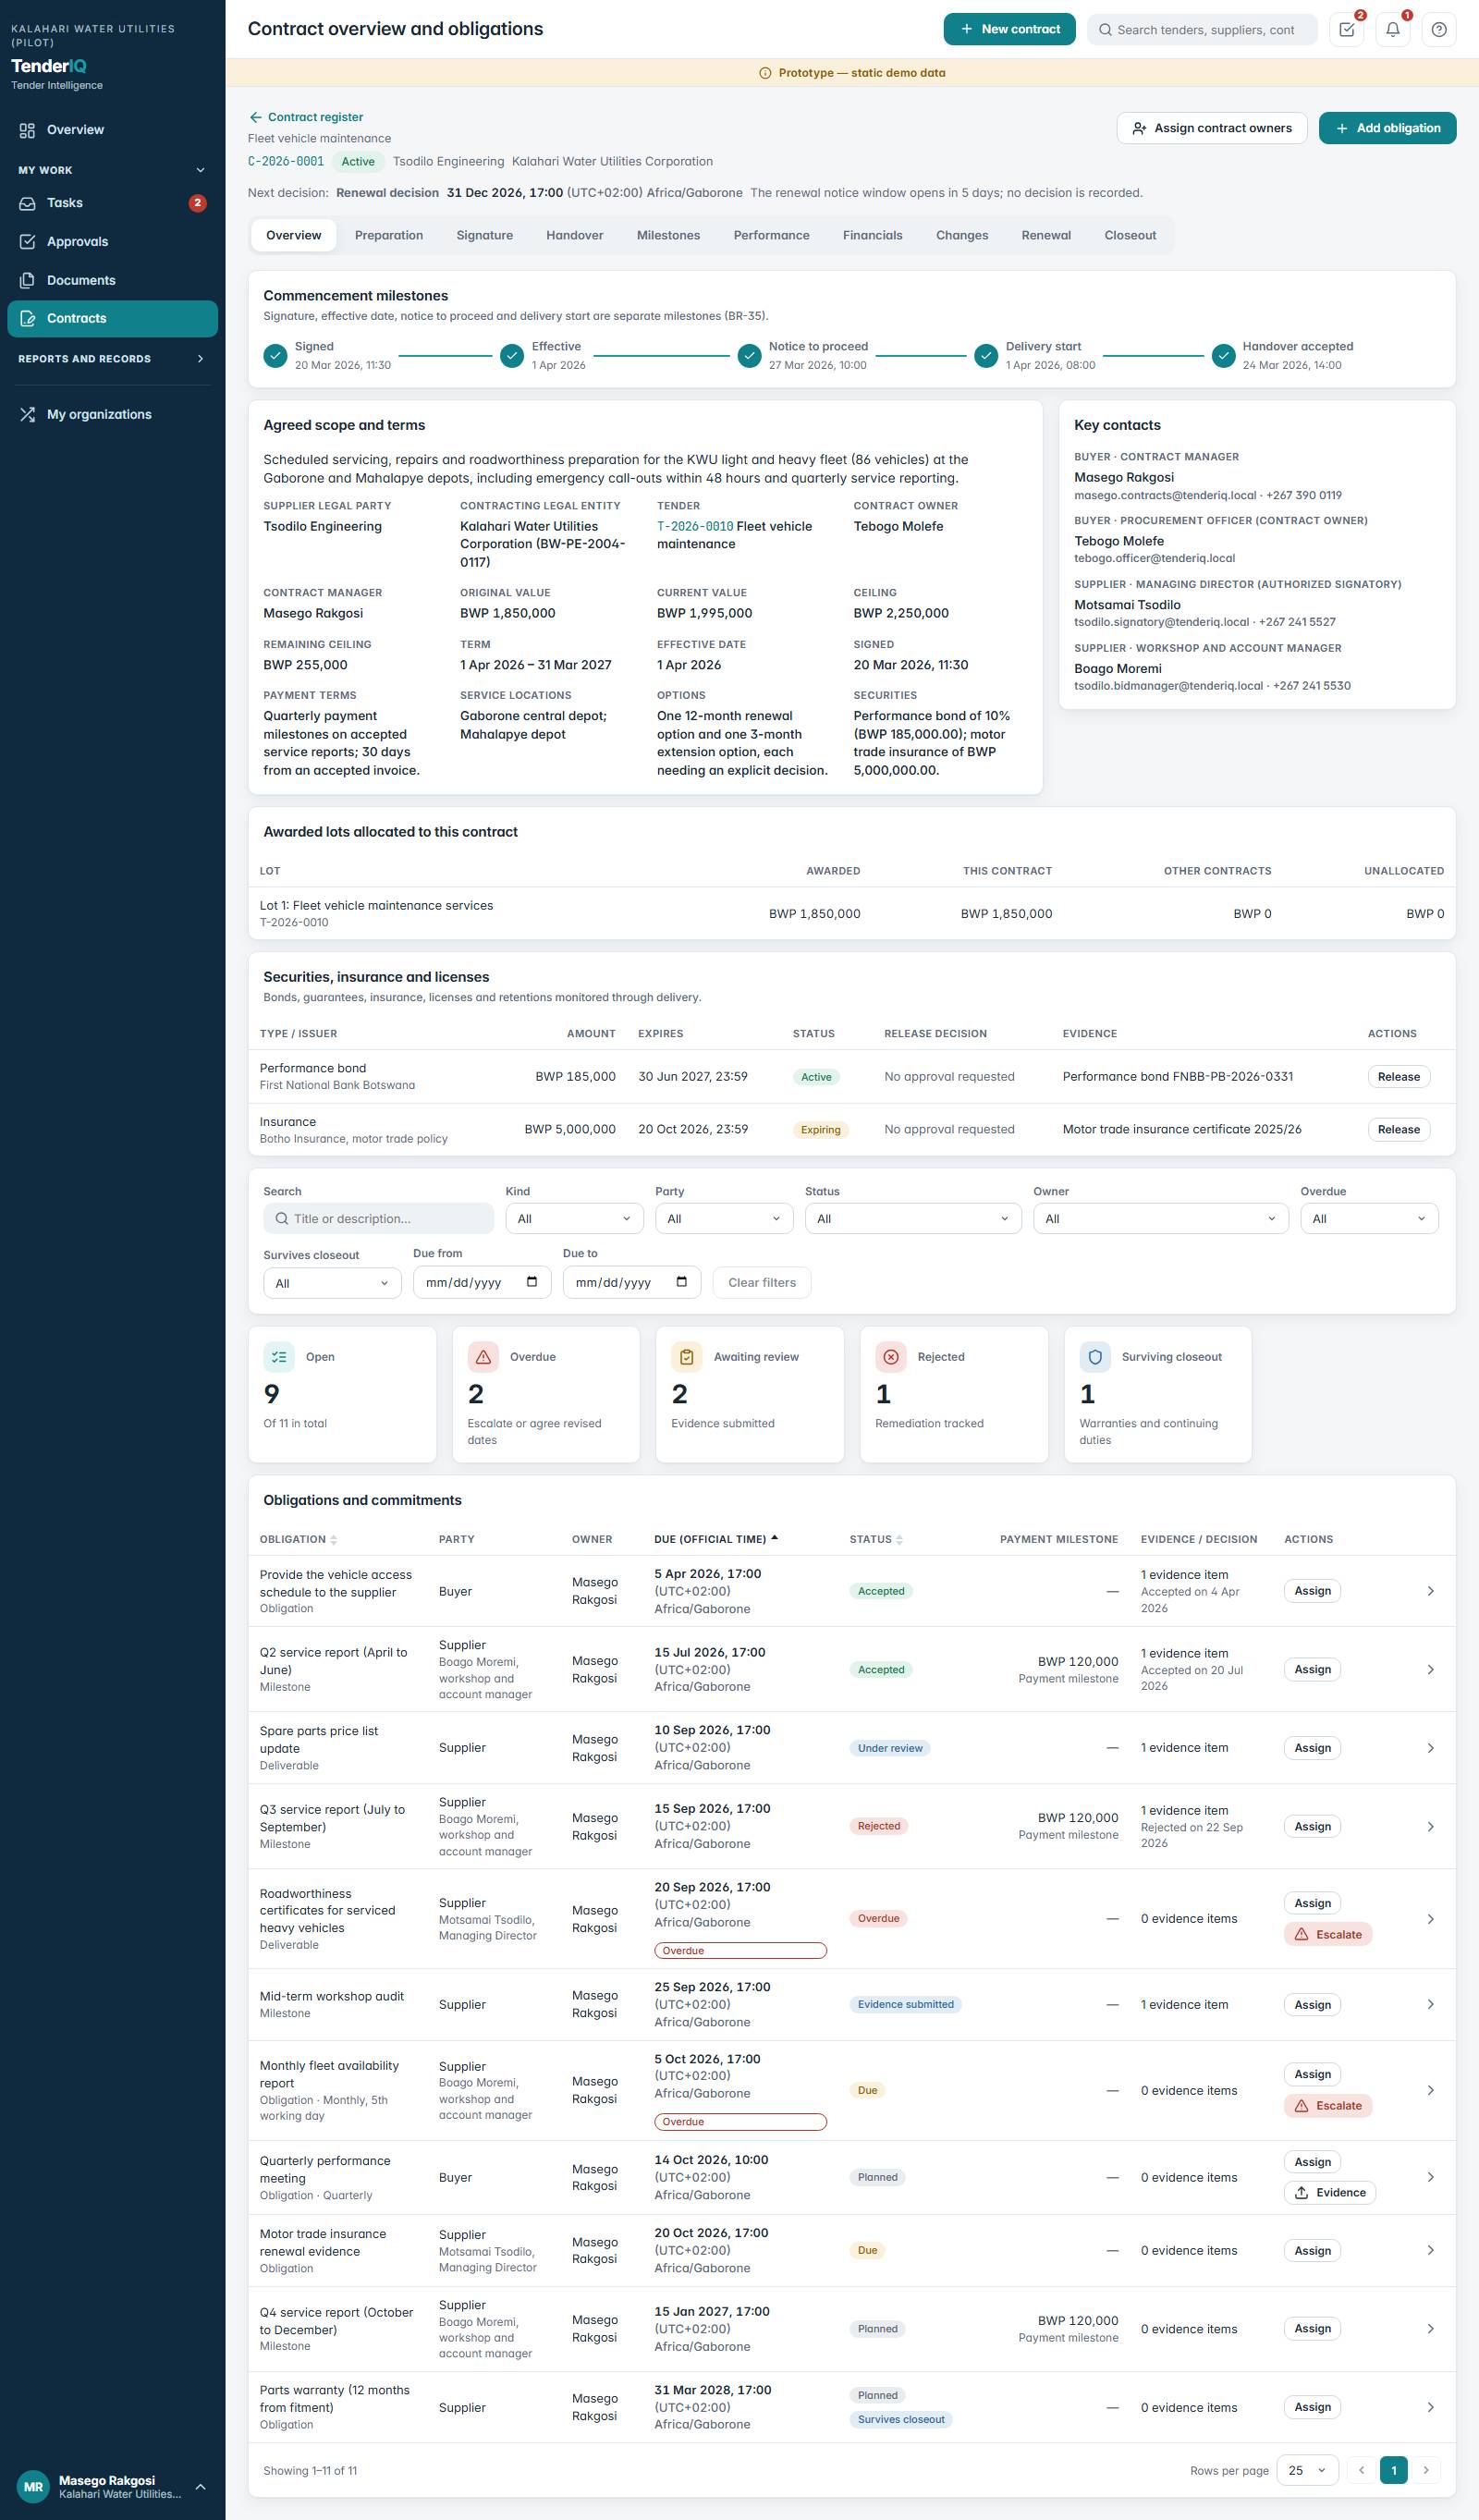 KALAHARI WATER UTILITIES
(PILOT)
TenderIQ
Tender Intelligence
Overview
MY WORK
Tasks 2
Approvals
Documents
Contracts
REPORTS AND RECORDS
My organizations
Contract overview and obligations
New contract
Search tenders, suppliers, cont
2
1
Prototype — static demo data
Contract register
Fleet vehicle maintenance
C-2026-0001 Active Tsodilo Engineering Kalahari Water Utilities Corporation
Assign contract owners
Add obligation
Next decision: Renewal decision 31 Dec 2026, 17:00 (UTC+02:00) Africa/Gaborone The renewal notice window opens in 5 days; no decision is recorded.
Overview Preparation Signature Handover Milestones Performance Financials Changes Renewal Closeout
Commencement milestones
Signature, effective date, notice to proceed and delivery start are separate milestones (BR-35).
Signed
20 Mar 2026, 11:30
Effective
1 Apr 2026
Notice to proceed
27 Mar 2026, 10:00
Delivery start
1 Apr 2026, 08:00
Handover accepted
24 Mar 2026, 14:00
Agreed scope and terms
Scheduled servicing, repairs and roadworthiness preparation for the KWU light and heavy fleet (86 vehicles) at the
Gaborone and Mahalapye depots, including emergency call-outs within 48 hours and quarterly service reporting.
SUPPLIER LEGAL PARTY
Tsodilo Engineering
CONTRACTING LEGAL ENTITY
Kalahari Water Utilities
Corporation (BW-PE-2004-
0117)
TENDER
T-2026-0010 Fleet vehicle
maintenance
CONTRACT OWNER
Tebogo Molefe
CONTRACT MANAGER
Masego Rakgosi
ORIGINAL VALUE
BWP 1,850,000
CURRENT VALUE
BWP 1,995,000
CEILING
BWP 2,250,000
REMAINING CEILING
BWP 255,000
TERM
1 Apr 2026 – 31 Mar 2027
EFFECTIVE DATE
1 Apr 2026
SIGNED
20 Mar 2026, 11:30
PAYMENT TERMS
Quarterly payment
milestones on accepted
service reports; 30 days
from an accepted invoice.
SERVICE LOCATIONS
Gaborone central depot;
Mahalapye depot
OPTIONS
One 12-month renewal
option and one 3-month
extension option, each
needing an explicit decision.
SECURITIES
Performance bond of 10%
(BWP 185,000.00); motor
trade insurance of BWP
5,000,000.00.
Key contacts
BUYER · CONTRACT MANAGER
Masego Rakgosi
masego.contracts@tenderiq.local · +267 390 0119
BUYER · PROCUREMENT OFFICER (CONTRACT OWNER)
Tebogo Molefe
tebogo.officer@tenderiq.local
SUPPLIER · MANAGING DIRECTOR (AUTHORIZED SIGNATORY)
Motsamai Tsodilo
tsodilo.signatory@tenderiq.local · +267 241 5527
SUPPLIER · WORKSHOP AND ACCOUNT MANAGER
Boago Moremi
tsodilo.bidmanager@tenderiq.local · +267 241 5530
Awarded lots allocated to this contract
LOT AWARDED THIS CONTRACT OTHER CONTRACTS UNALLOCATED
Lot 1: Fleet vehicle maintenance services
T-2026-0010
BWP 1,850,000 BWP 1,850,000 BWP 0 BWP 0
Securities, insurance and licenses
Bonds, guarantees, insurance, licenses and retentions monitored through delivery.
TYPE / ISSUER AMOUNT EXPIRES STATUS RELEASE DECISION EVIDENCE ACTIONS
Performance bond
First National Bank Botswana
BWP 185,000 30 Jun 2027, 23:59 Active No approval requested Performance bond FNBB-PB-2026-0331 Release
Insurance
Botho Insurance, motor trade policy
BWP 5,000,000 20 Oct 2026, 23:59 Expiring No approval requested Motor trade insurance certificate 2025/26 Release
Search Kind Party Status Owner Overdue
Title or description... All All All All All
Survives closeout Due from Due to
All mm/dd/yyyy mm/dd/yyyy Clear filters
Open
9
Of 11 in total
Overdue
2
Escalate or agree revised
dates
Awaiting review
2
Evidence submitted
Rejected
1
Remediation tracked
Surviving closeout
1
Warranties and continuing
duties
Obligations and commitments
OBLIGATION PARTY OWNER DUE (OFFICIAL TIME) STATUS PAYMENT MILESTONE EVIDENCE / DECISION ACTIONS
Provide the vehicle access
schedule to the supplier
Obligation
Buyer
Masego
Rakgosi
5 Apr 2026, 17:00
(UTC+02:00)
Africa/Gaborone
Accepted
—
1 evidence item
Accepted on 4 Apr
2026
Assign
Q2 service report (April to
June)
Milestone
Supplier
Boago Moremi,
workshop and
account manager
Masego
Rakgosi
15 Jul 2026, 17:00
(UTC+02:00)
Africa/Gaborone
Accepted
BWP 120,000
Payment milestone
1 evidence item
Accepted on 20 Jul
2026
Assign
Spare parts price list
update
Deliverable
Supplier
Masego
Rakgosi
10 Sep 2026, 17:00
(UTC+02:00)
Africa/Gaborone
Under review
—
1 evidence item
Assign
Q3 service report (July to
September)
Milestone
Supplier
Boago Moremi,
workshop and
account manager
Masego
Rakgosi
15 Sep 2026, 17:00
(UTC+02:00)
Africa/Gaborone
Rejected
BWP 120,000
Payment milestone
1 evidence item
Rejected on 22 Sep
2026
Assign
Roadworthiness
certificates for serviced
heavy vehicles
Deliverable
Supplier
Motsamai Tsodilo,
Managing Director
Masego
Rakgosi
20 Sep 2026, 17:00
(UTC+02:00)
Africa/Gaborone
Overdue
Overdue
—
0 evidence items
Assign
Escalate
Mid-term workshop audit
Milestone
Supplier
Masego
Rakgosi
25 Sep 2026, 17:00
(UTC+02:00)
Africa/Gaborone
Evidence submitted
—
1 evidence item
Assign
Monthly fleet availability
report
Obligation · Monthly, 5th
working day
Supplier
Boago Moremi,
workshop and
account manager
Masego
Rakgosi
5 Oct 2026, 17:00
(UTC+02:00)
Africa/Gaborone
Overdue
Due
—
0 evidence items
Assign
Escalate
Quarterly performance
meeting
Obligation · Quarterly
Buyer
Masego
Rakgosi
14 Oct 2026, 10:00
(UTC+02:00)
Africa/Gaborone
Planned
—
0 evidence items
Assign
Evidence
Motor trade insurance
renewal evidence
Obligation
Supplier
Motsamai Tsodilo,
Managing Director
Masego
Rakgosi
20 Oct 2026, 17:00
(UTC+02:00)
Africa/Gaborone
Due
—
0 evidence items
Assign
Q4 service report (October
to December)
Milestone
Supplier
Boago Moremi,
workshop and
account manager
Masego
Rakgosi
15 Jan 2027, 17:00
(UTC+02:00)
Africa/Gaborone
Planned
BWP 120,000
Payment milestone
0 evidence items
Assign
Parts warranty (12 months
from fitment)
Obligation
Supplier
Masego
Rakgosi
31 Mar 2028, 17:00
(UTC+02:00)
Africa/Gaborone
Planned
Survives closeout
—
0 evidence items
Assign
Showing 1–11 of 11
Rows per page 25 1
MR
Masego Rakgosi
Kalahari Water Utilities...